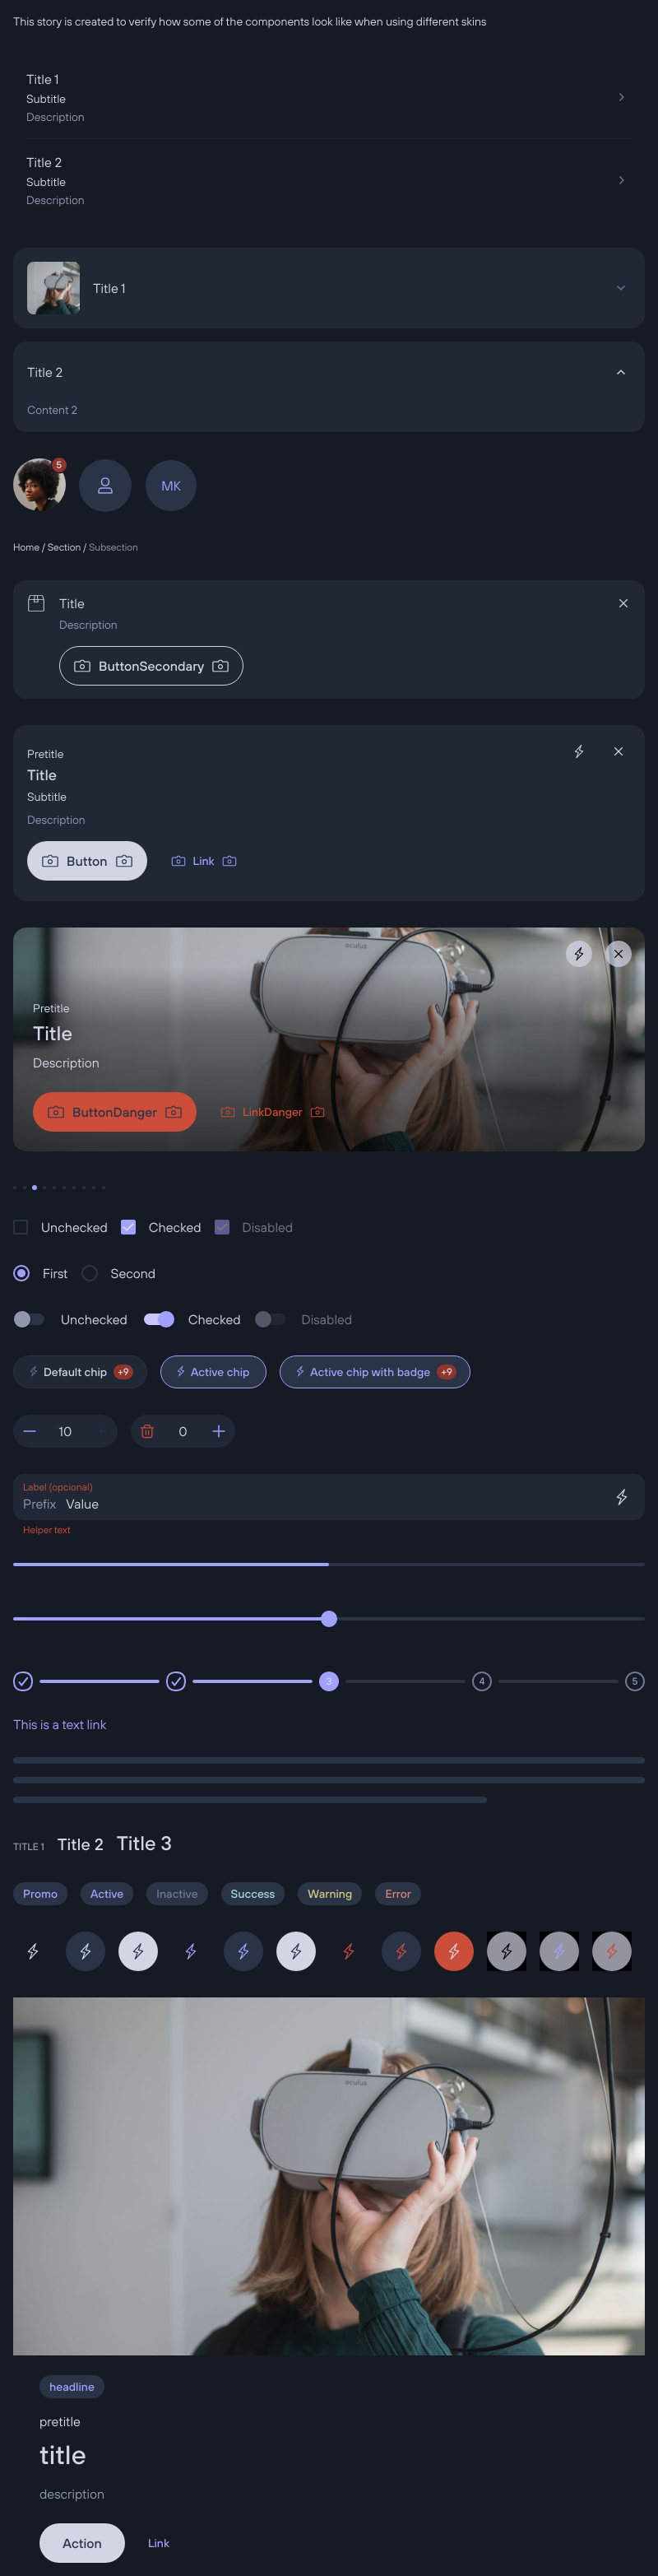 This story is created to verify how some of the components look like when using different skins
Title 1
Subtitle
Description
Title 2
Subtitle
Description
Title 1
Title 2
Content 2
5
MK
Home / Section / Subsection
Title
Description
ButtonSecondary
Pretitle
Title
Subtitle
Description
Button Link
oculus
Pretitle
Title
Description
ButtonDanger LinkDanger
Unchecked Checked Disabled
First Second
Unchecked Checked Disabled
Default chip +9 Active chip Active chip with badge +9
10 0
Label (opcional)
Prefix Value
Helper text
3 4 5
This is a text link
TITLE 1 Title 2 Title 3
Promo Active Inactive Success Warning Error
oculus
headline
pretitle
title
description
Action Link